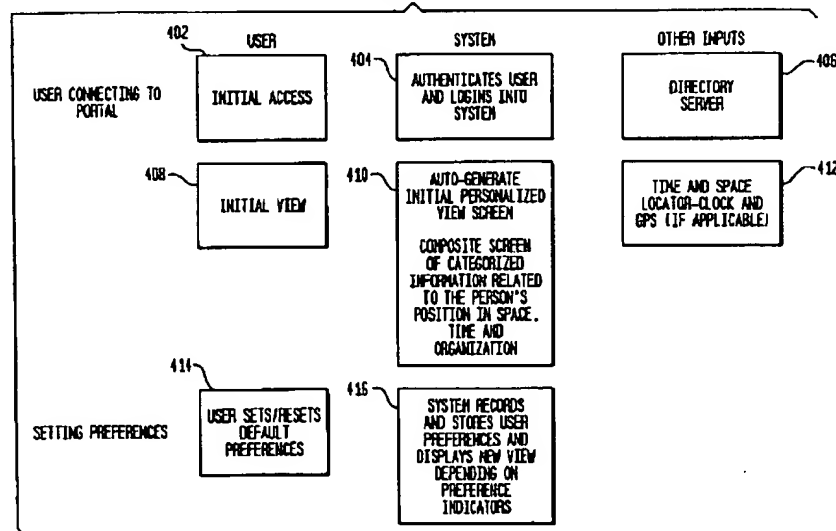 402
USER
SYSTEM
OTHER INPUTS
404
406
USER CONNECTING TO
PORTAL
INITIAL ACCESS
AUTHENTICATES USER
AND LOGINS INTO
SYSTEM
DIRECTORY
SERVER
408
INITIAL VIEW
410
AUTO-GENERATE
INITIAL PERSONALIZED
VIEW SCREEN
COMPOSITE SCREEN
OF CATEGORIZED
INFORMATION RELATED
TO THE PERSON'S
POSITION IN SPACE,
TIME AND
ORGANIZATION
412
TIME AND SPACE
LOCATOR-CLOCK AND
GPS (IF APPLICABLE)
414
SETTING PREFERENCES
USER SETS/RESETS
DEFAULT
PREFERENCES
416
SYSTEM RECORDS
AND STORES USER
PREFERENCES AND
DISPLAYS NEW VIEW
DEPENDING ON
PREFERENCE
INDICATORS